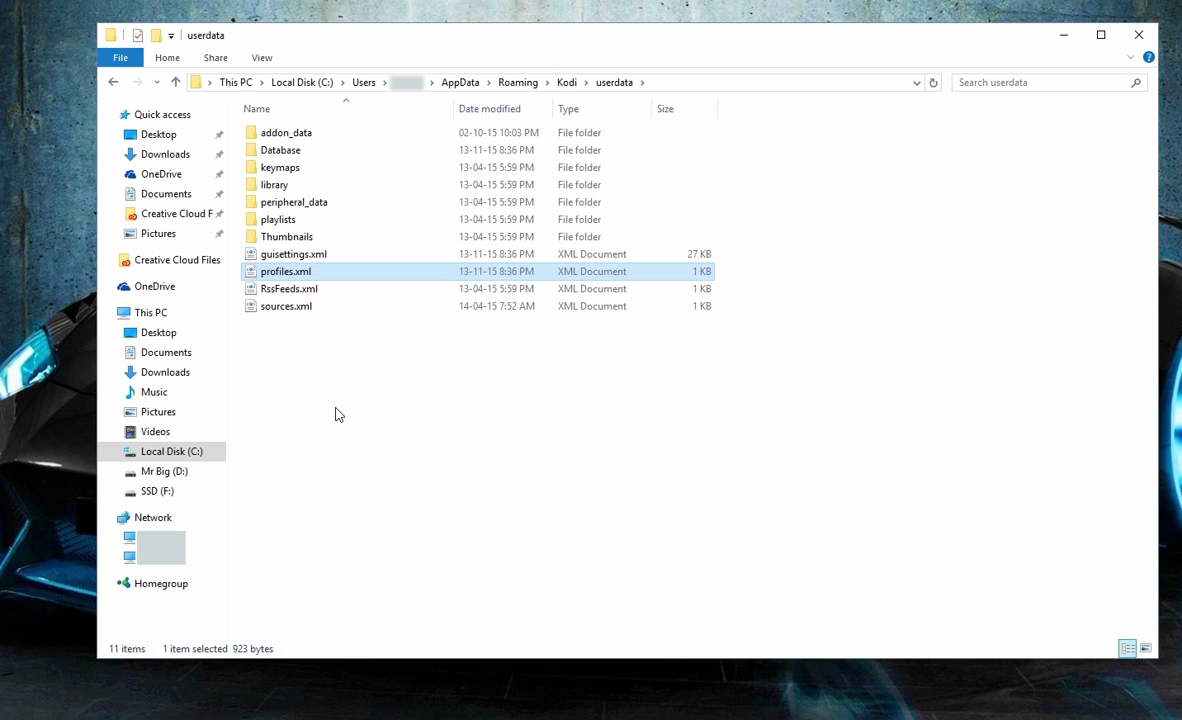 userdata
File Home Share View
This PC Local Disk (C:) Users AppData Roaming Kodi userdata
Search userdata
Quick access
Desktop
Downloads
OneDrive
Documents
Creative Cloud F
Pictures
Creative Cloud Files
OneDrive
This PC
Desktop
Documents
Downloads
Music
Pictures
Videos
Local Disk (C:)
Mr Big (D:)
SSD (F:)
Network
Homegroup
Name Date modified Type Size
addon_data 02-10-15 10:03 PM File folder
Database 13-11-15 8:36 PM File folder
keymaps 13-04-15 5:59 PM File folder
library 13-04-15 5:59 PM File folder
peripheral_data 13-04-15 5:59 PM File folder
playlists 13-04-15 5:59 PM File folder
Thumbnails 13-04-15 5:59 PM File folder
guisettings.xml 13-11-15 8:36 PM XML Document 27 KB
profiles.xml 13-11-15 8:36 PM XML Document 1 KB
RssFeeds.xml 13-04-15 5:59 PM XML Document 1 KB
sources.xml 14-04-15 7:52 AM XML Document 1 KB
11 items 1 item selected 923 bytes